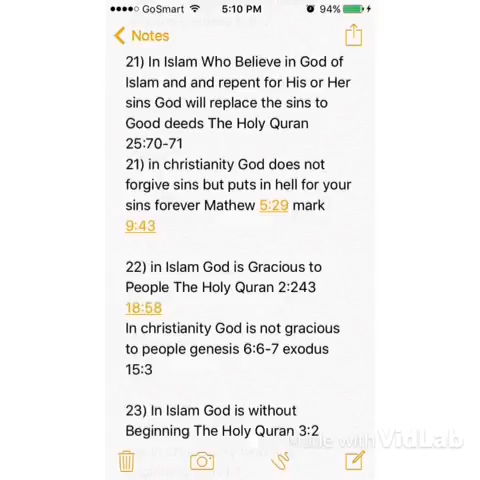 GoSmart 5:10 PM 94%
Notes
21) In Islam Who Believe in God of
Islam and and repent for His or Her
sins God will replace the sins to
Good deeds The Holy Quran
25:70-71
21) in christianity God does not
forgive sins but puts in hell for your
sins forever Mathew 5:29 mark
9:43
22) in Islam God is Gracious to
People The Holy Quran 2:243
18:58
In christianity God is not gracious
to people genesis 6:6-7 exodus
15:3
23) In Islam God is without
Beginning The Holy Quran 3:2
Made with VidLab